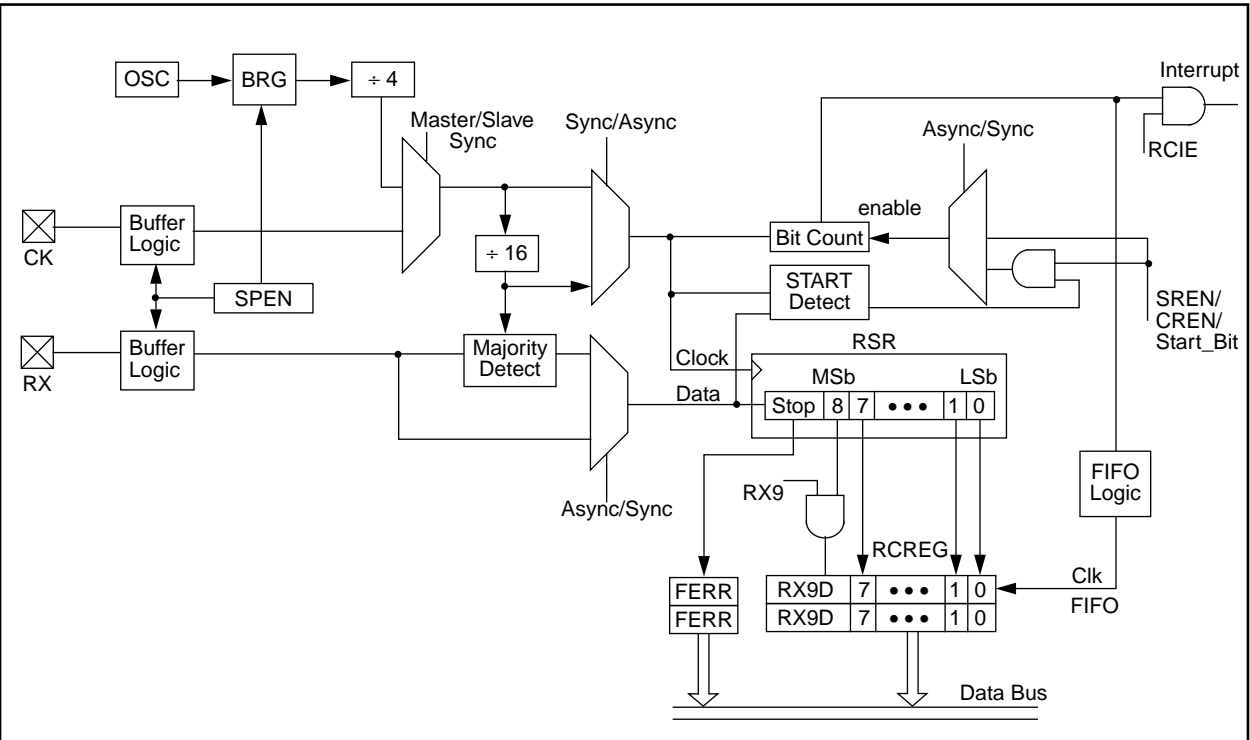 Interrupt
OSC
BRG
÷ 4
Master/Slave
Sync
Sync/Async
Async/Sync
RCIE
enable
CK
Buffer
Logic
Bit Count
÷ 16
START
Detect
SPEN
SREN/
CREN/
Start_Bit
RX
Buffer
Logic
Majority
Detect
RSR
Clock
MSb
LSb
Data
Stop 8 7 ••• 1 0
Async/Sync
RX9
FIFO
Logic
RCREG
Clk
FIFO
FERR
FERR
RX9D 7 ••• 1 0
RX9D 7 ••• 1 0
Data Bus